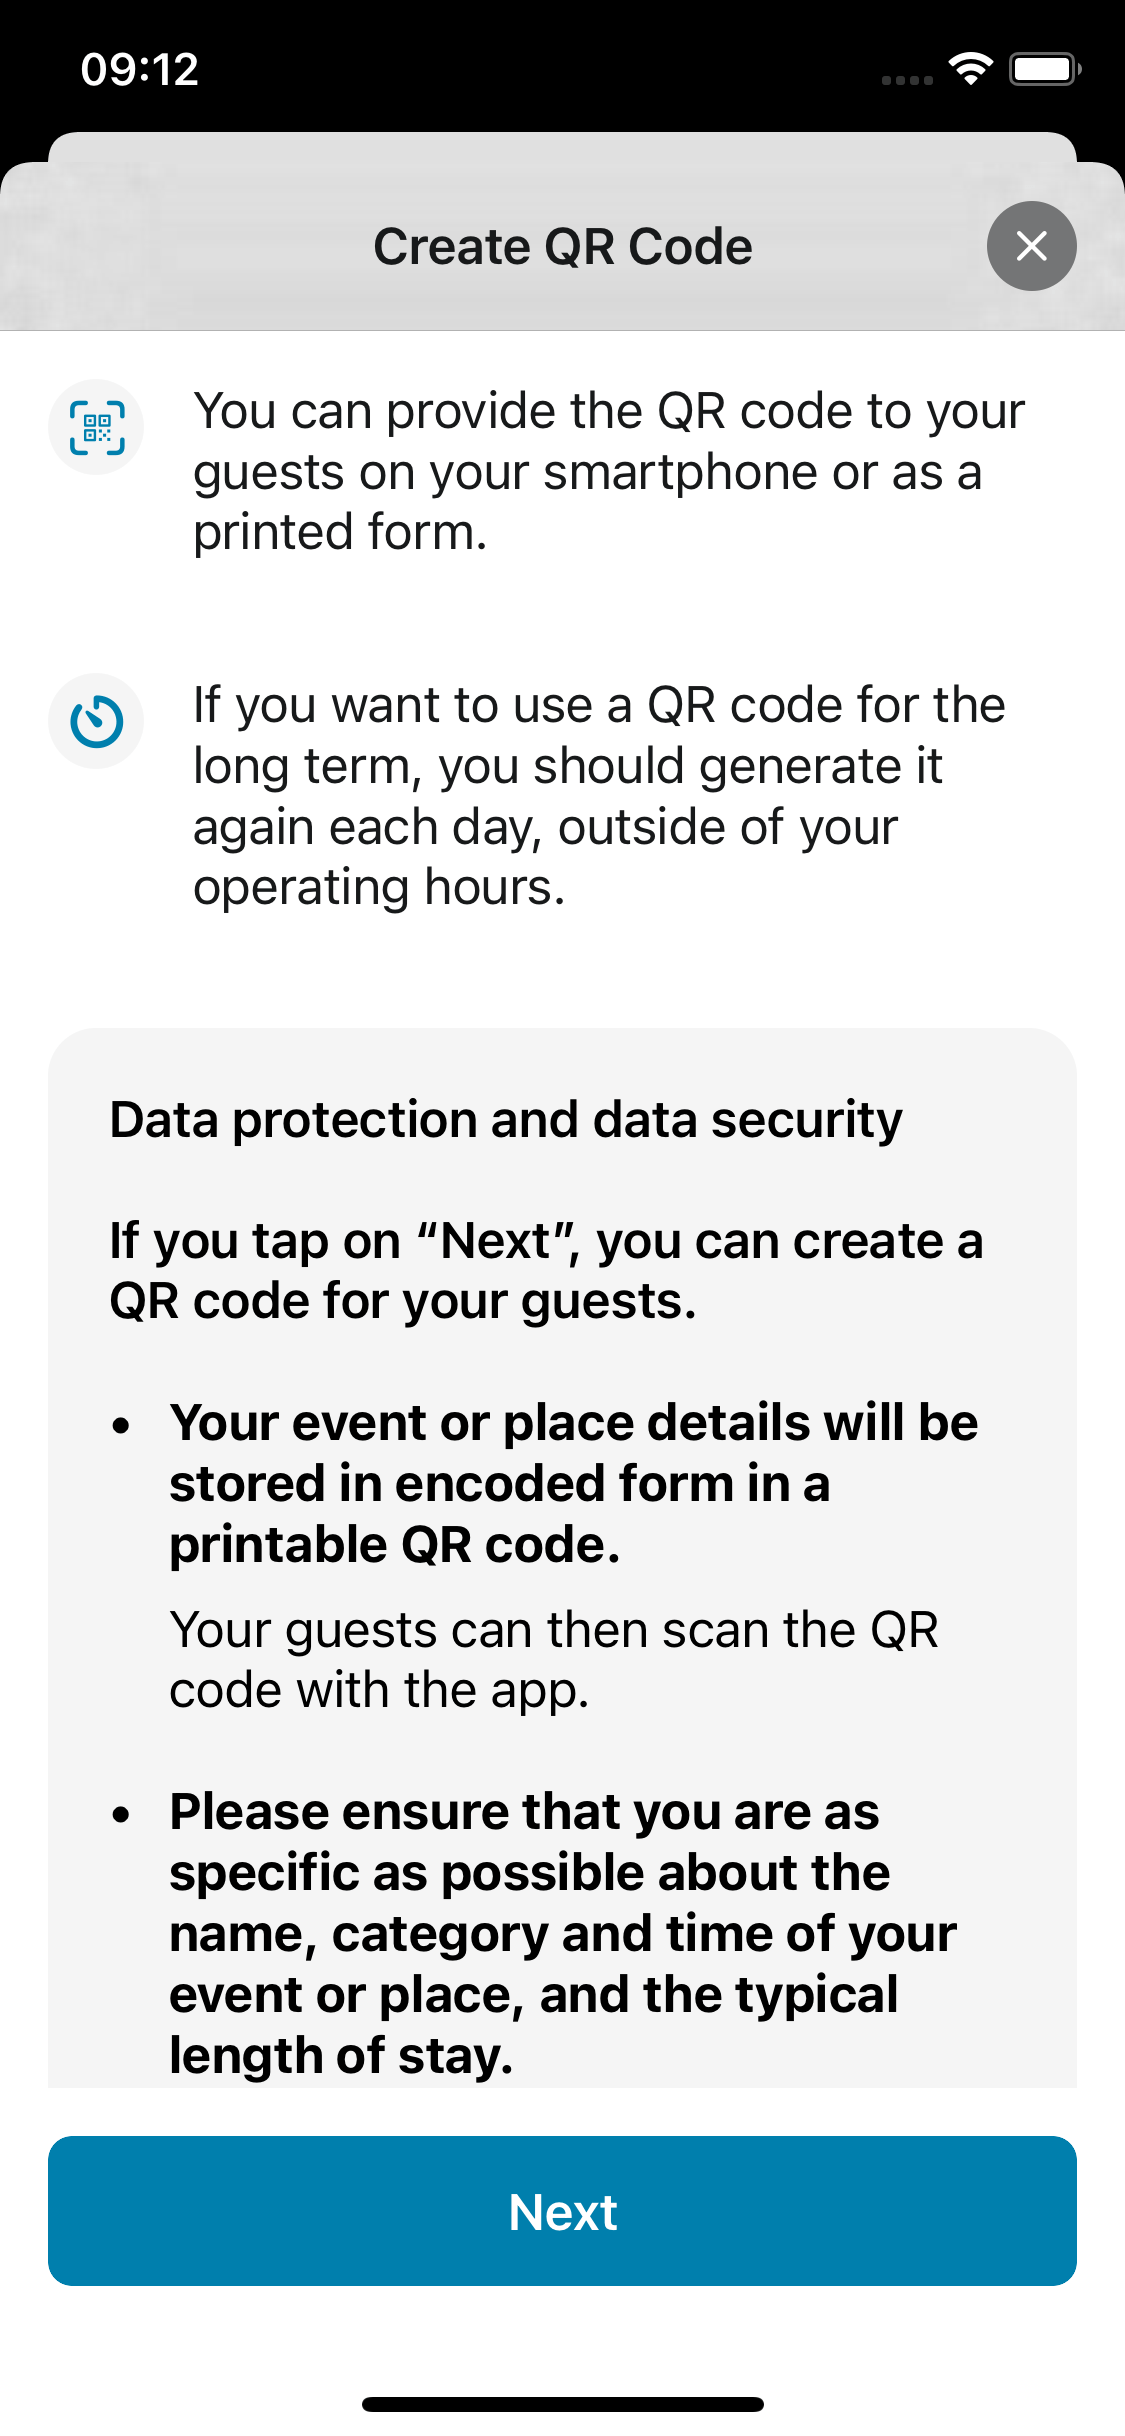 09:12
Create QR Code
You can provide the QR code to your
guests on your smartphone or as a
printed form.
If you want to use a QR code for the
long term, you should generate it
again each day, outside of your
operating hours.
Data protection and data security
If you tap on “Next”, you can create a
QR code for your guests.
• Your event or place details will be
stored in encoded form in a
printable QR code.
Your guests can then scan the QR
code with the app.
• Please ensure that you are as
specific as possible about the
name, category and time of your
event or place, and the typical
length of stay.
Next